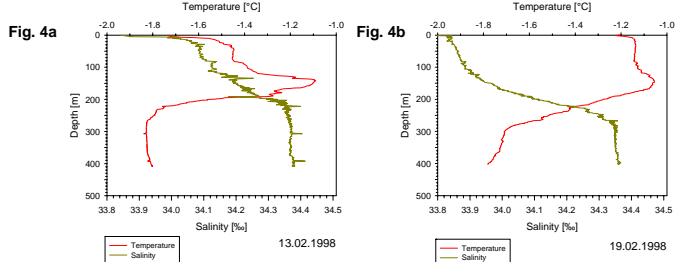 Temperature [°C]
-2.0 -1.8 -1.6 -1.4 -1.2 -1.0
Fig. 4a
0
100
200
300
400
500
Depth [m]
33.8 33.9 34.0 34.1 34.2 34.3 34.4 34.5
Salinity [‰]
Temperature
Salinity
13.02.1998
Temperature [°C]
-2.0 -1.8 -1.6 -1.4 -1.2 -1.0
Fig. 4b
0
100
200
300
400
500
Depth [m]
33.8 33.9 34.0 34.1 34.2 34.3 34.4 34.5
Salinity [‰]
Temperature
Salinity
19.02.1998